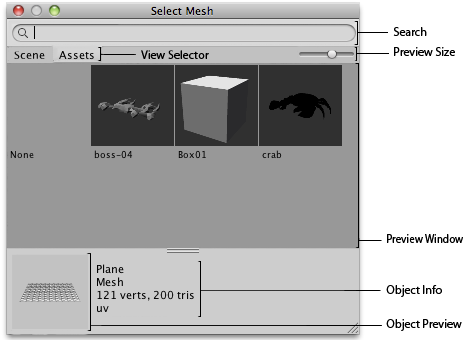 Select Mesh
Search
Scene Assets View Selector Preview Size
None boss-04 Box01 crab
Preview Window
Plane
Mesh
121 verts, 200 tris
uv
Object Info
Object Preview